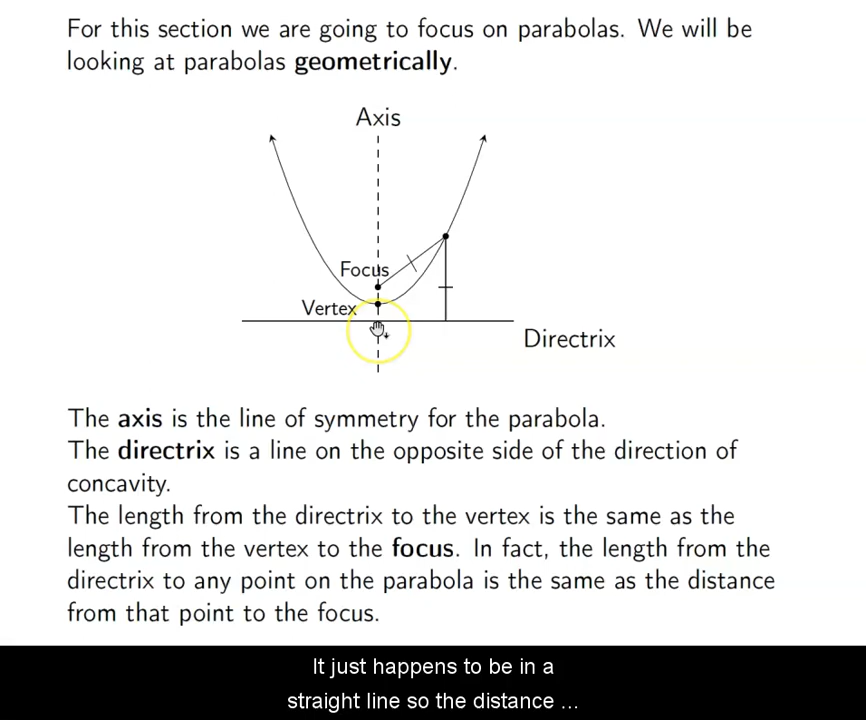 For this section we are going to focus on parabolas. We will be
looking at parabolas geometrically.
Axis
Focus
Vertex
Directrix
The axis is the line of symmetry for the parabola.
The directrix is a line on the opposite side of the direction of
concavity.
The length from the directrix to the vertex is the same as the
length from the vertex to the focus. In fact, the length from the
directrix to any point on the parabola is the same as the distance
from that point to the focus.
It just happens to be in a
straight line so the distance ...